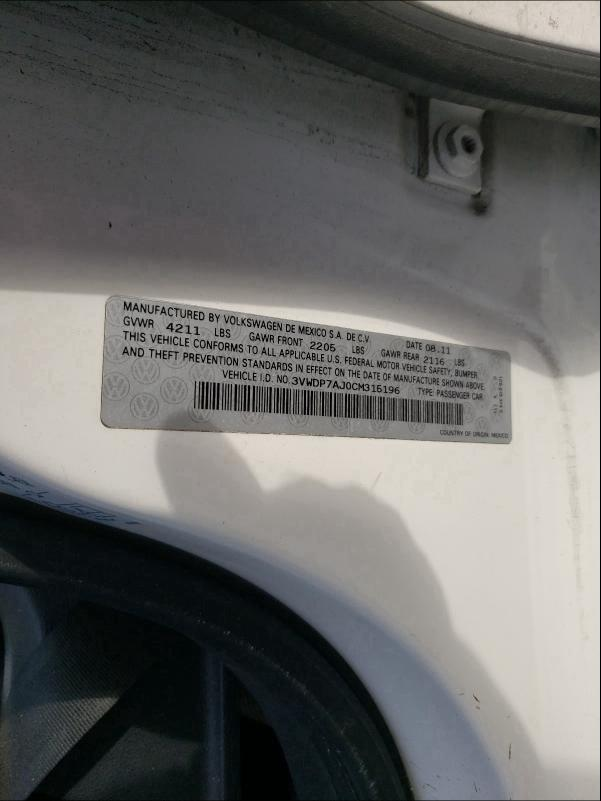 MANUFACTURED BY VOLKSWAGEN DE MEXICO S.A. DE C.V. DATE 08.11
GVWR 4211 LBS GAWR FRONT 2205 LBS GAWR REAR 2116 LBS
THIS VEHICLE CONFORMS TO ALL APPLICABLE U.S. FEDERAL MOTOR VEHICLE SAFETY, BUMPER
AND THEFT PREVENTION STANDARDS IN EFFECT ON THE DATE OF MANUFACTURE SHOWN ABOVE.
VEHICLE I.D. NO. 3VWDP7AJ0CM315196 TYPE: PASSENGER CAR
COUNTRY OF ORIGIN: MEXICO